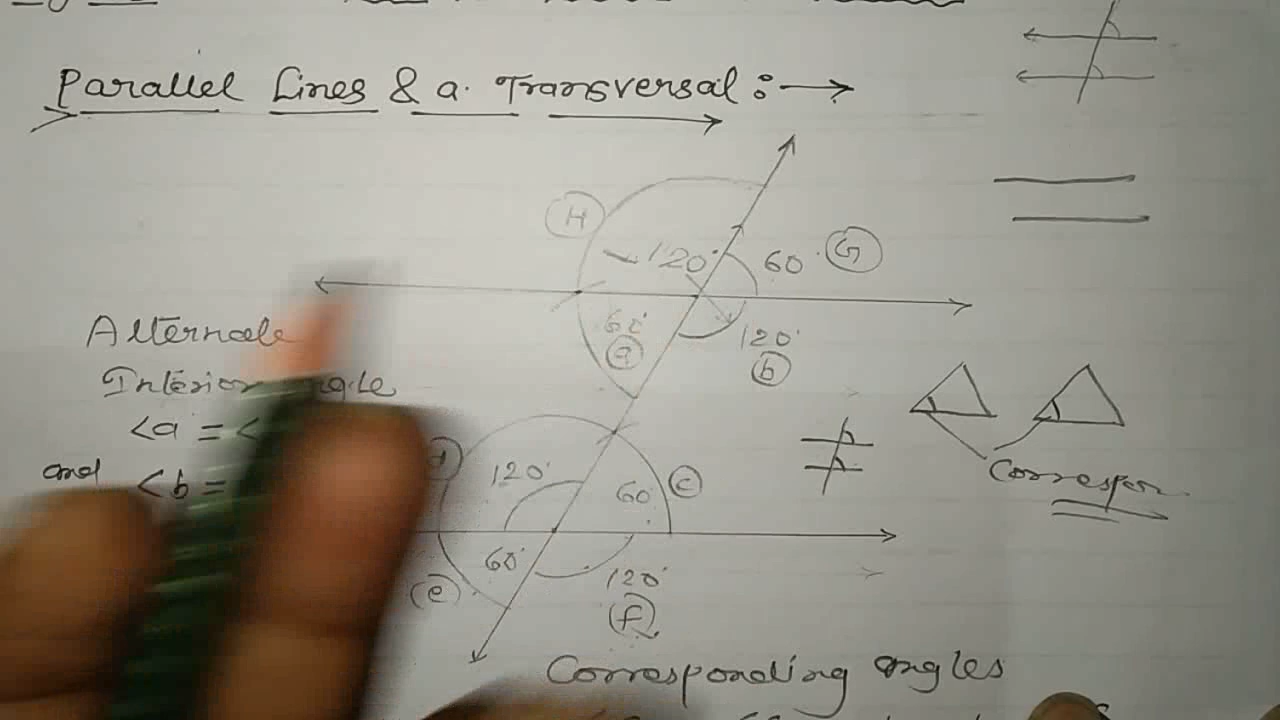 Parallel Lines & a. Transversal :→
H
120° 60° G
60° 120°
a b
Alternate
Interior
<a =
and <b =
120° 60° c
60° 120°
e f
Correspon
Corresponding angles